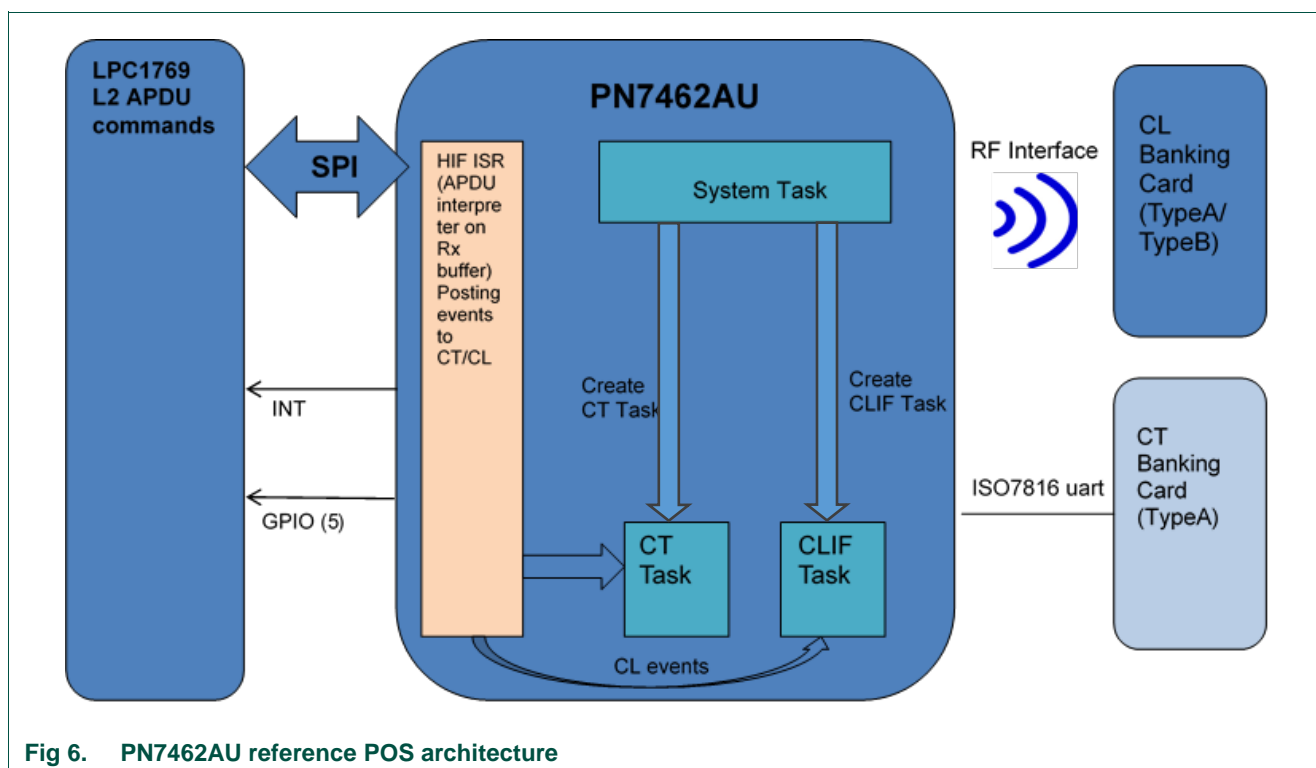 LPC1769
L2 APDU
commands
SPI
INT
GPIO (5)
PN7462AU
HIF ISR
(APDU
interpre
ter on
Rx
buffer)
Posting
events
to
CT/CL
System Task
Create
CT Task
Create
CLIF Task
CT
Task
CLIF
Task
CL events
RF Interface
CL
Banking
Card
(TypeA/
TypeB)
ISO7816 uart
CT
Banking
Card
(TypeA)
Fig 6. PN7462AU reference POS architecture